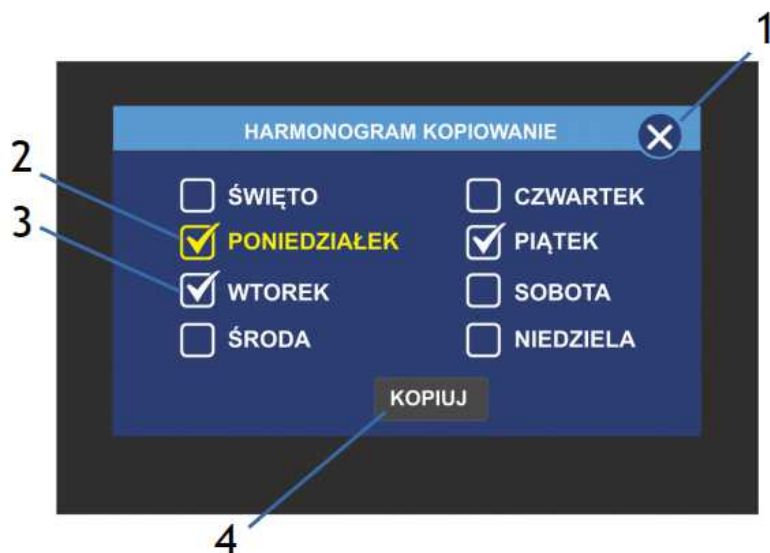 1
HARMONOGRAM KOPIOWANIE
2
3
ŚWIĘTO
PONIEDZIAŁEK
WTOREK
ŚRODA
CZWARTEK
PIĄTEK
SOBOTA
NIEDZIELA
KOPIUJ
4